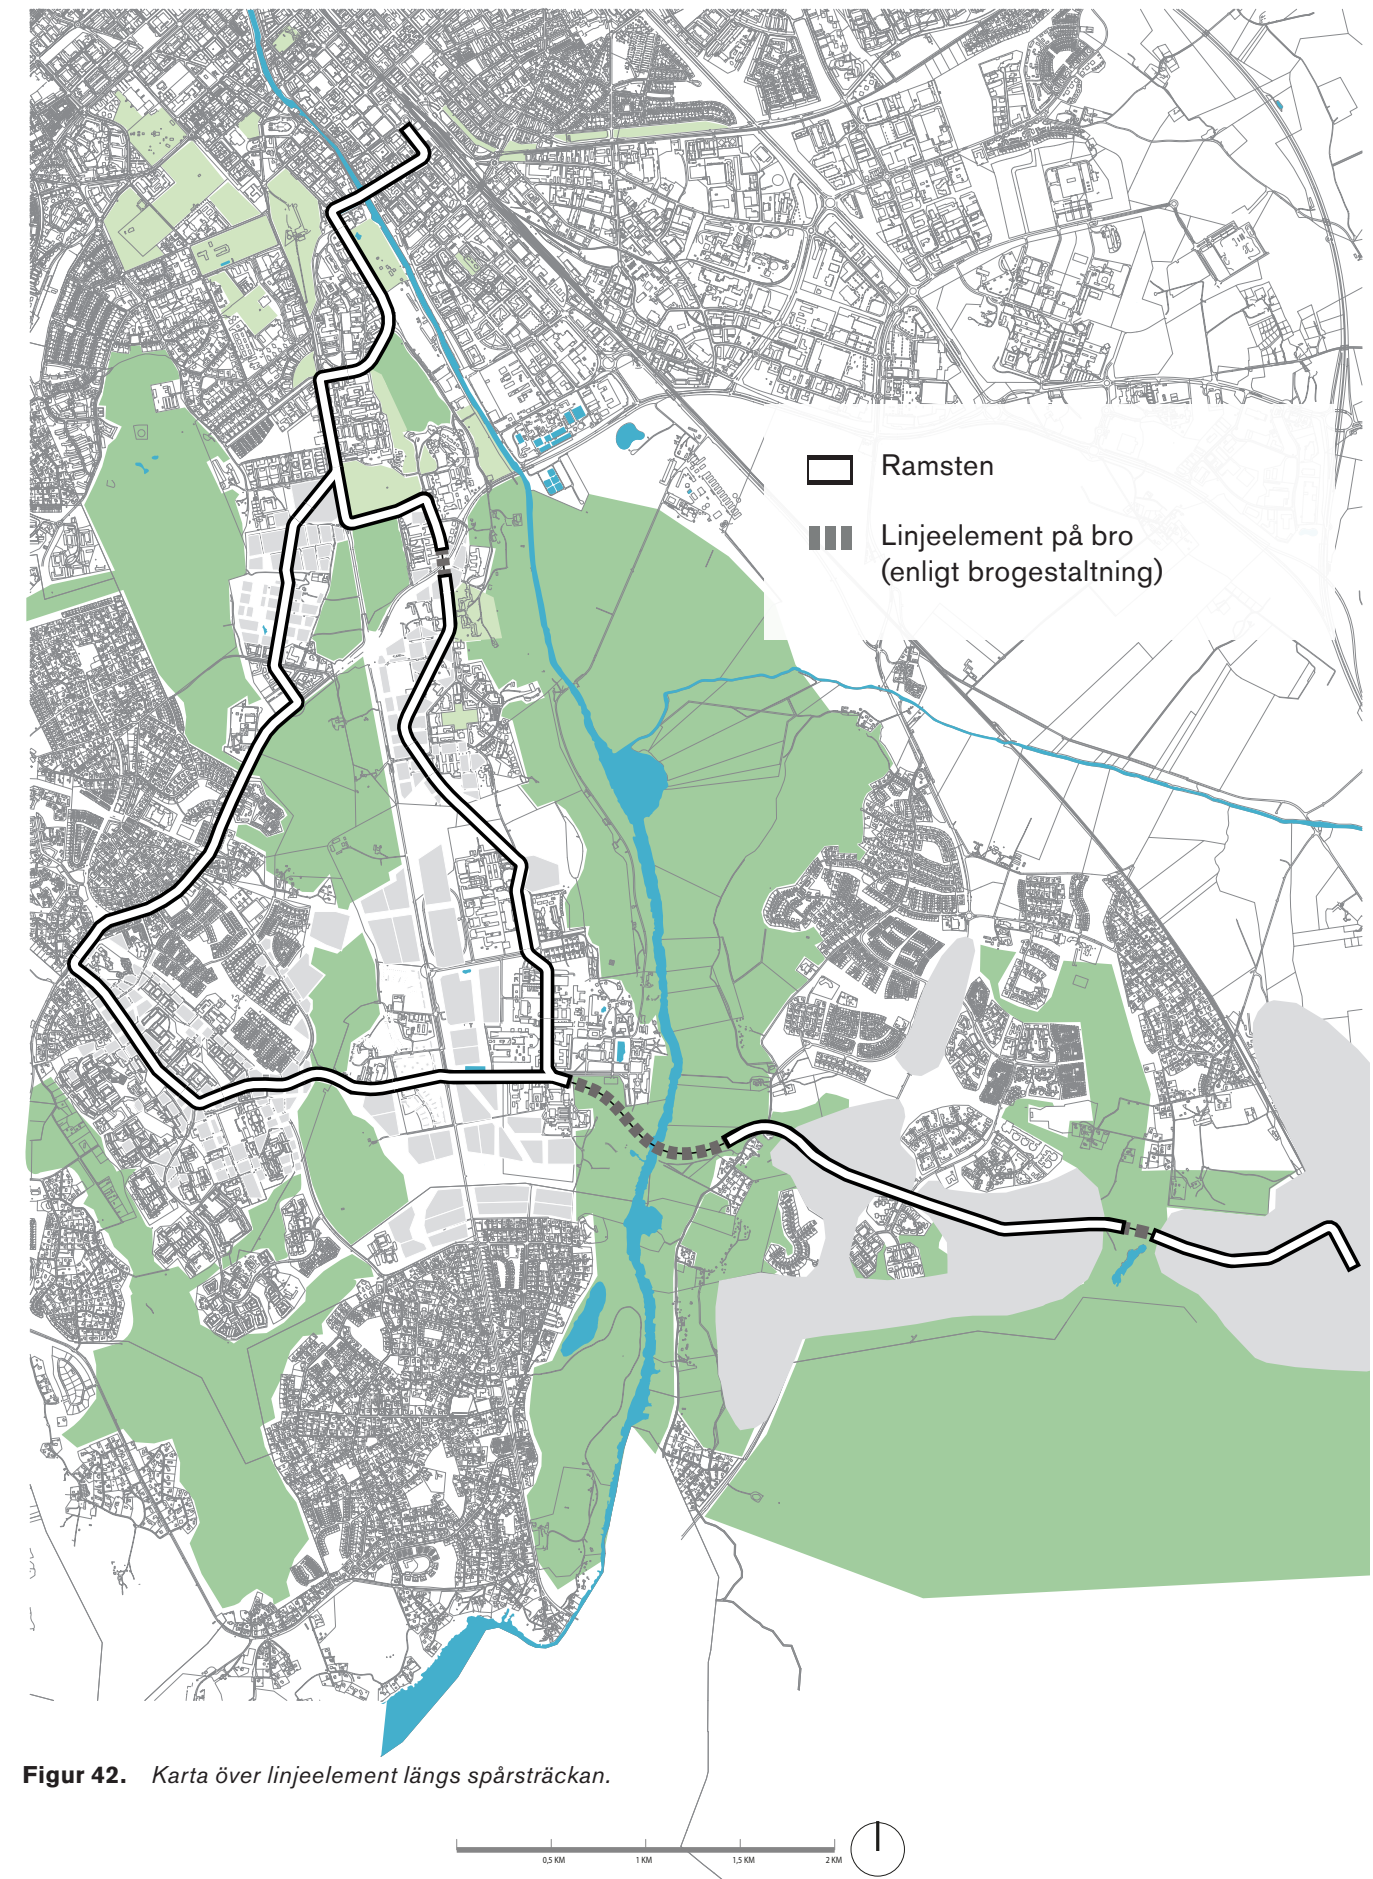 Ramsten
Linjeelement på bro
(enligt brogestaltning)
Figur 42. Karta över linjeelement längs spårsträckan.
0,5 KM 1 KM 1,5 KM 2 KM